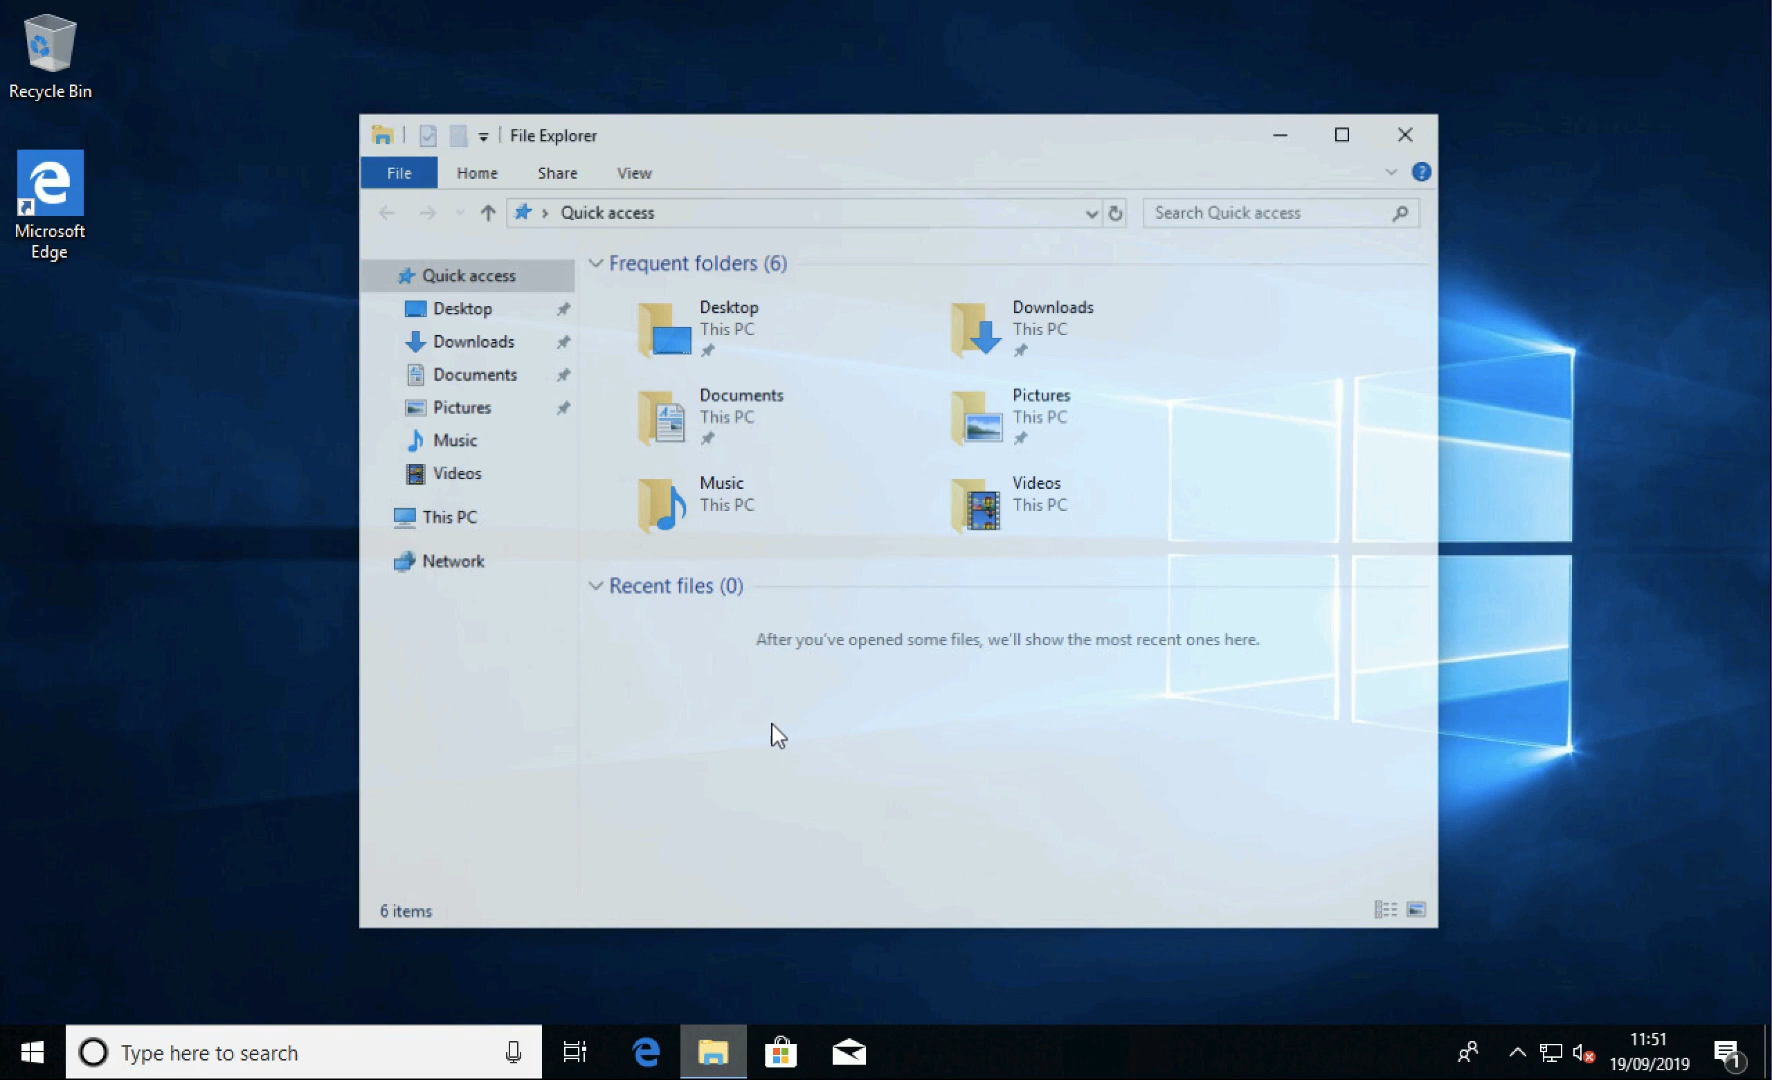 Recycle Bin
Microsoft
Edge
File Explorer
File
Home
Share
View
Quick access
Search Quick access
Quick access
Desktop
Downloads
Documents
Pictures
Music
Videos
This PC
Network
Frequent folders (6)
Desktop
This PC
Downloads
This PC
Documents
This PC
Pictures
This PC
Music
This PC
Videos
This PC
Recent files (0)
After you've opened some files, we'll show the most recent ones here.
6 items
Type here to search
11:51
19/09/2019
1